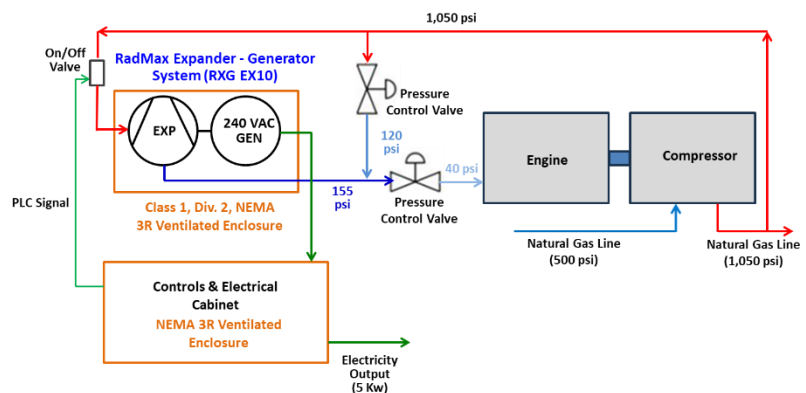 1,050 psi
On/Off
Valve
RadMax Expander - Generator
System (RXG EX10)
Pressure
Control Valve
EXP
240 VAC
GEN
120
psi
40 psi
Engine
Compressor
155
psi
Pressure
Control Valve
PLC Signal
Class 1, Div. 2, NEMA
3R Ventilated Enclosure
Natural Gas Line
(500 psi)
Natural Gas Line
(1,050 psi)
Controls & Electrical
Cabinet
NEMA 3R Ventilated
Enclosure
Electricity
Output
(5 Kw)